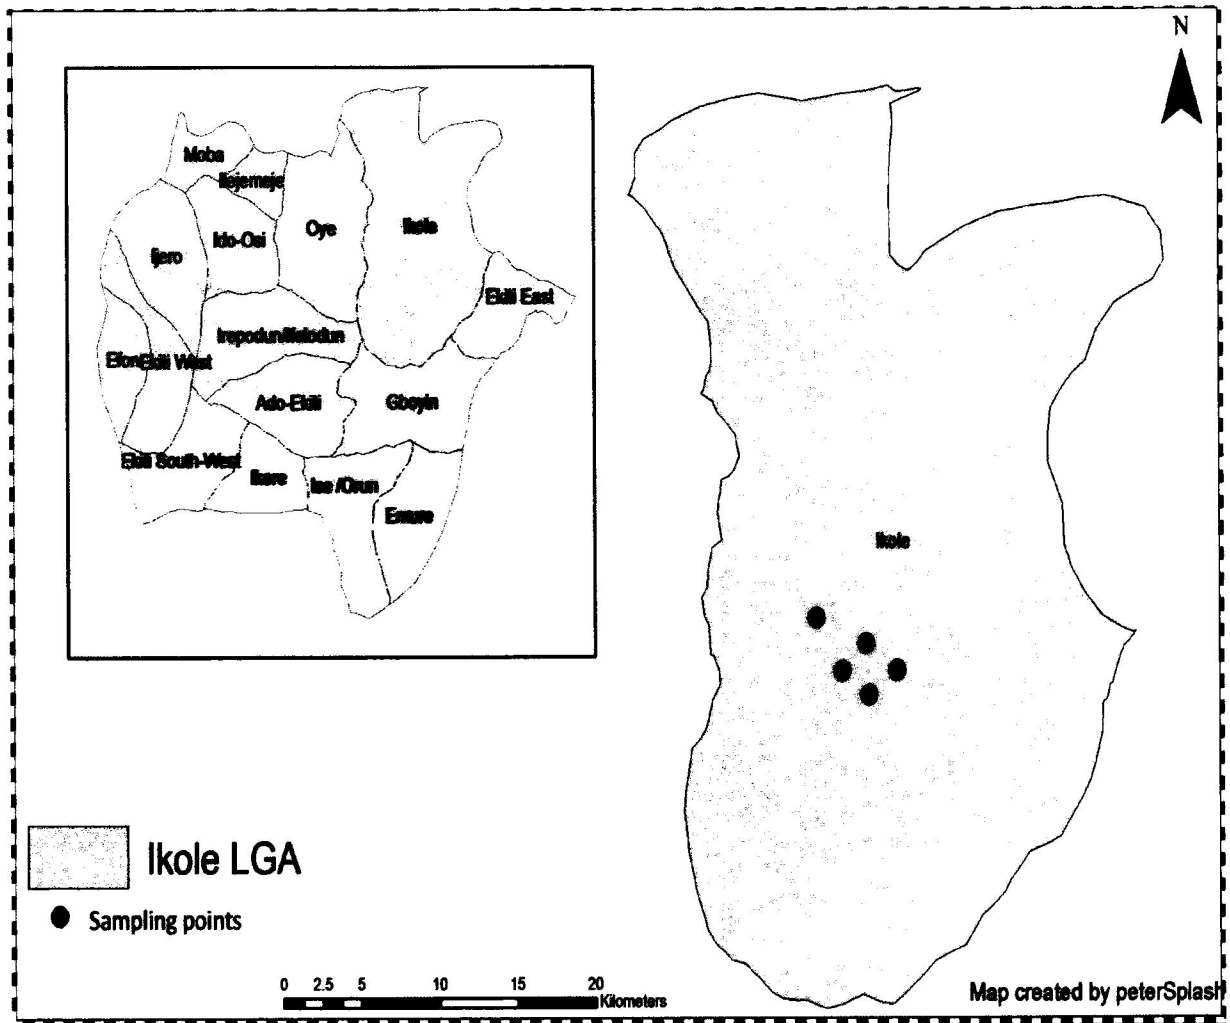 N
Moba
Ilejemeje
Oye
Ikole
Ido-Osi
Ijero
Ekiti East
Irepodun/Ifelodun
Efon
Ekiti West
Ado-Ekiti
Gboyin
Ekiti South-West
Ikere
Ise /Orun
Emure
Ikole
Ikole LGA
Sampling points
0 2.5 5 10 15 20
Kilometers
Map created by peterSplash